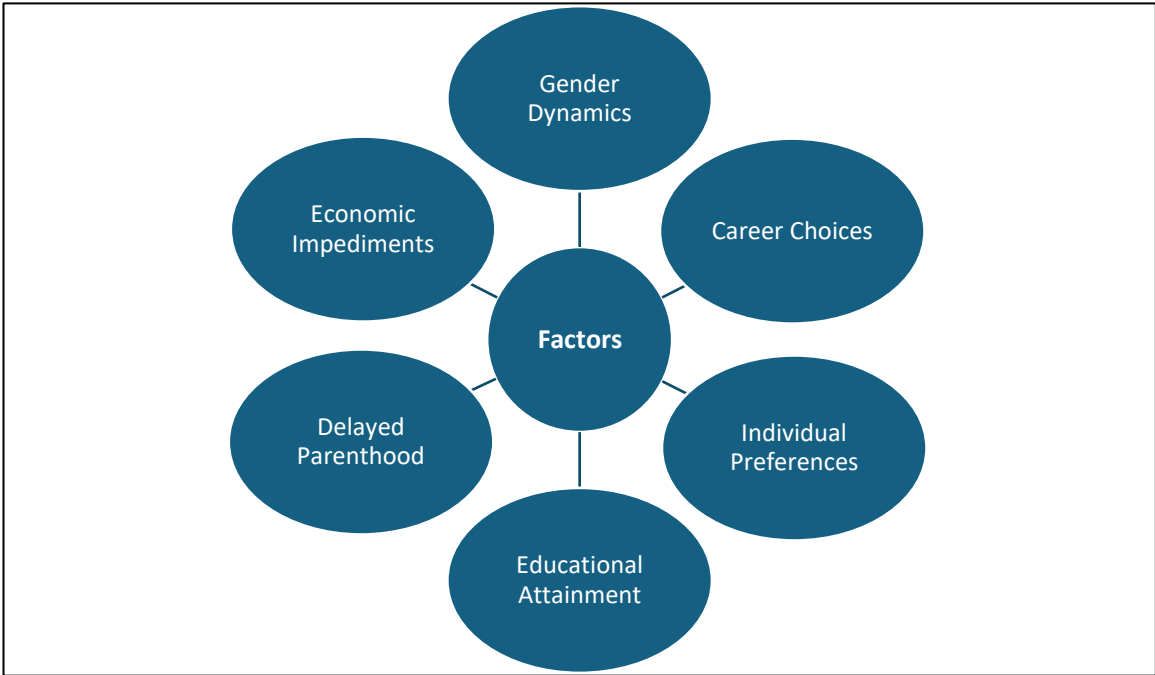 Gender
Dynamics
Economic
Impediments
Career Choices
Factors
Delayed
Parenthood
Individual
Preferences
Educational
Attainment